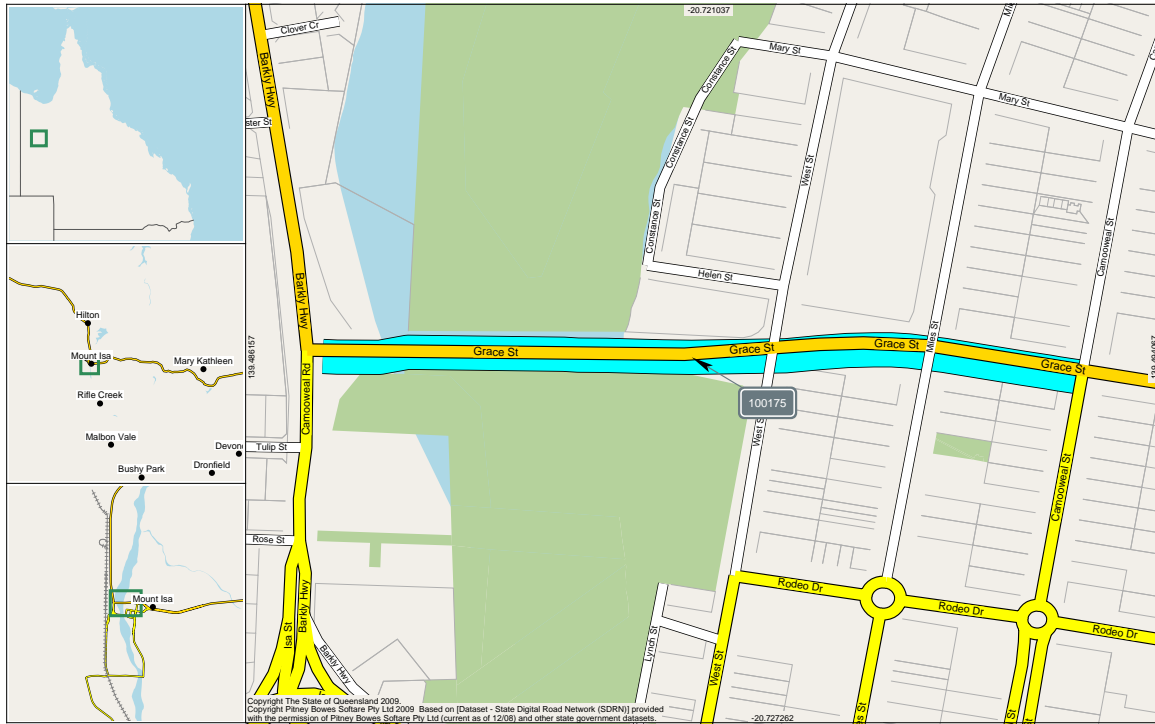 -20.721037
Clover Cr
Barkly Hwy
Constance St
Mary St
Mary St
ster St
Constance St
West St
Constance St
Camooweal St
Helen St
Barkly Hwy
Hilton
Mount Isa
Mary Kathleen
Rifle Creek
Malbon Vale
Bushy Park
Dronfield
139.486157
Grace St
Grace St
Grace St
Miles St
Grace St
Camooweal Rd
100175
West St
Tulip St
Camooweal St
Rose St
Rodeo Dr
Rodeo Dr
Rodeo Dr
Mount Isa
Isa St
Barkly Hwy
Barkly Hwy
Lynch St
West St
Copyright The State of Queensland 2009.
Copyright Pitney Bowes Softare Pty Ltd 2009 Based on [Dataset - State Digital Road Network (SDRN)] provided
with the permission of Pitney Bowes Softare Pty Ltd (current as of 12/08) and other state government datasets.
-20.727262